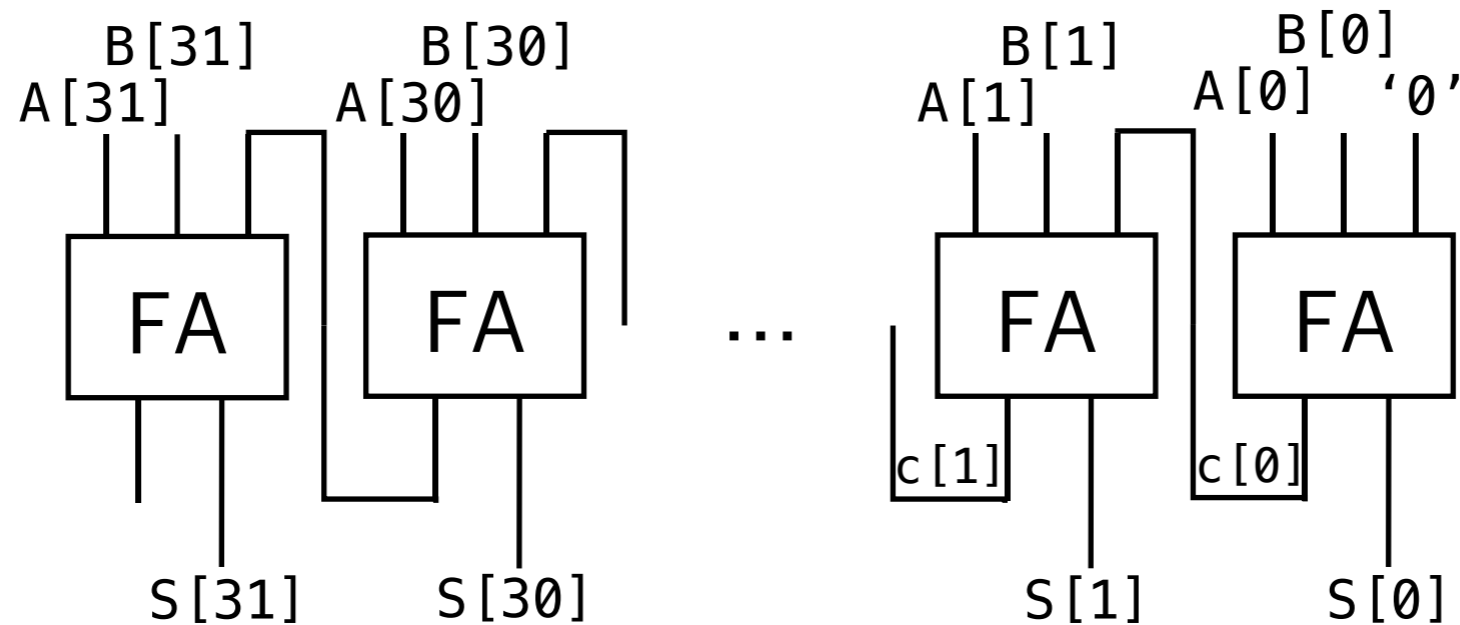 B[31] B[30] B[1] B[0]
A[31] A[30] A[1] A[0] ‘0’
FA FA ... FA FA
c[1] c[0]
S[31] S[30] S[1] S[0]